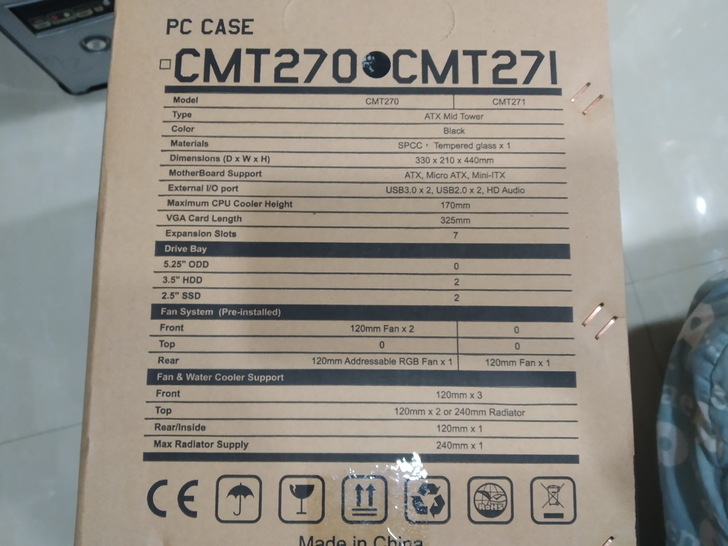 PC CASE
CMT270 CMT271
Model CMT270 CMT271
Type ATX Mid Tower
Color Black
Materials SPCC , Tempered glass x 1
Dimensions (D x W x H) 330 x 210 x 440mm
MotherBoard Support ATX, Micro ATX, Mini-ITX
External I/O port USB3.0 x 2, USB2.0 x 2, HD Audio
Maximum CPU Cooler Height 170mm
VGA Card Length 325mm
Expansion Slots 7
Drive Bay
5.25" ODD 0
3.5" HDD 2
2.5" SSD 2
Fan System (Pre-installed)
Front 120mm Fan x 2 0
Top 0 0
Rear 120mm Addressable RGB Fan x 1 120mm Fan x 1
Fan & Water Cooler Support
Front 120mm x 3
Top 120mm x 2 or 240mm Radiator
Rear/Inside 120mm x 1
Max Radiator Supply 240mm x 1
CE RoHS
Made in China